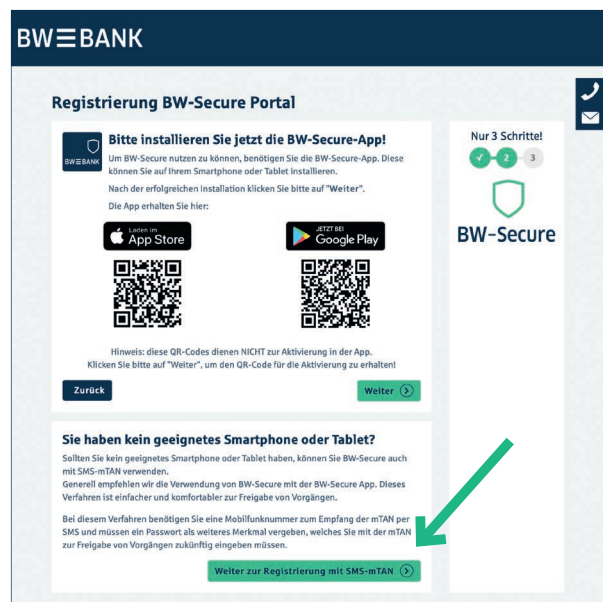 BW☰BANK
Registrierung BW-Secure Portal
BW☰BANK
Bitte installieren Sie jetzt die BW-Secure-App!
Um BW-Secure nutzen zu können, benötigen Sie die BW-Secure-App. Diese
können Sie auf Ihrem Smartphone oder Tablet installieren.
Nach der erfolgreichen Installation klicken Sie bitte auf "Weiter".
Die App erhalten Sie hier:
Laden im
App Store
JETZT BEI
Google Play
Hinweis: diese QR-Codes dienen NICHT zur Aktivierung in der App.
Klicken Sie bitte auf "Weiter", um den QR-Code für die Aktivierung zu erhalten!
Zurück
Weiter
Nur 3 Schritte!
2 3
BW-Secure
Sie haben kein geeignetes Smartphone oder Tablet?
Sollten Sie kein geeignetes Smartphone oder Tablet haben, können Sie BW-Secure auch
mit SMS-mTAN verwenden.
Generell empfehlen wir die Verwendung von BW-Secure mit der BW-Secure App. Dieses
Verfahren ist einfacher und komfortabler zur Freigabe von Vorgängen.
Bei diesem Verfahren benötigen Sie eine Mobilfunknummer zum Empfang der mTAN per
SMS und müssen ein Passwort als weiteres Merkmal vergeben, welches Sie mit der mTAN
zur Freigabe von Vorgängen zukünftig eingeben müssen.
Weiter zur Registrierung mit SMS-mTAN